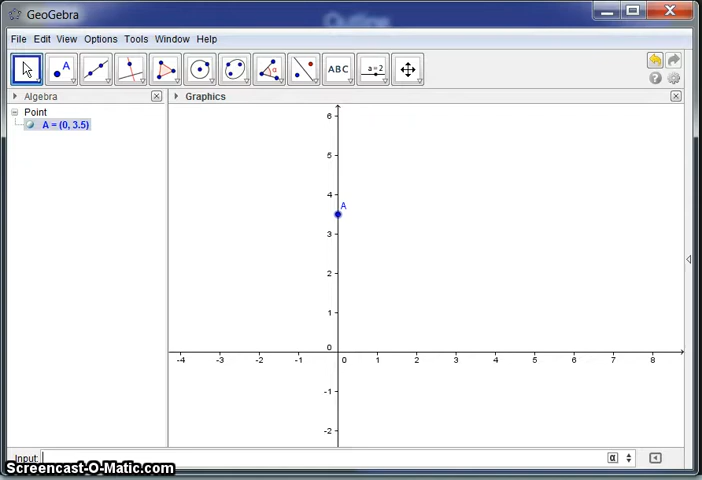 Outline
GeoGebra
File Edit View Options Tools Window Help
A
α
ABC
a=2
Algebra
Graphics
Point
A = (0, 3.5)
6
5
4
A
3
2
1
0
-4 -3 -2 -1 0 1 2 3 4 5 6 7 8
-1
-2
Input:
α
Screencast-O-Matic.com